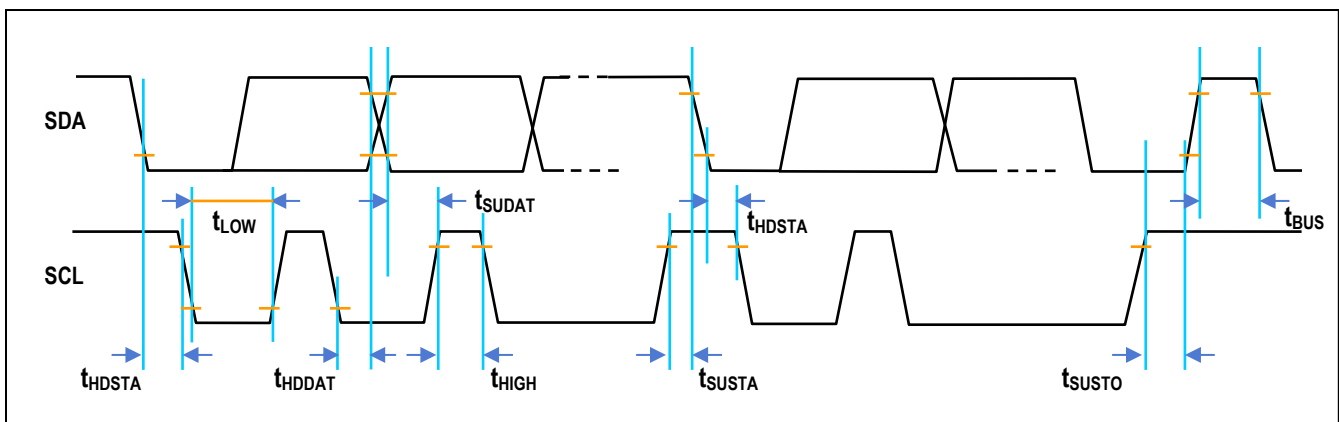 SDA
tSUDAT
tLOW
tHDSTA
tBUS
SCL
tHDSTA
tHDDAT
tHIGH
tSUSTA
tSUSTO